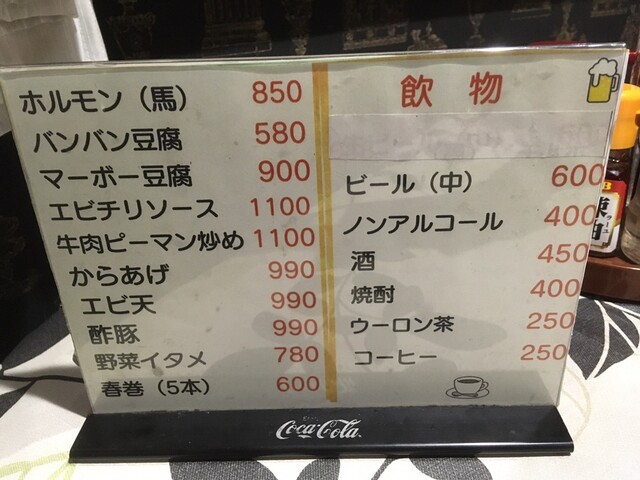 ホルモン（馬） 850
バンバン豆腐 580
マーボー豆腐 900
エビチリソース 1100
牛肉ピーマン炒め 1100
からあげ 990
エビ天 990
酢豚 990
野菜イタメ 780
春巻（5本） 600
飲物
ビール（中） 600
ノンアルコール 400
酒 450
焼酎 400
ウーロン茶 250
コーヒー 250
Coca-Cola